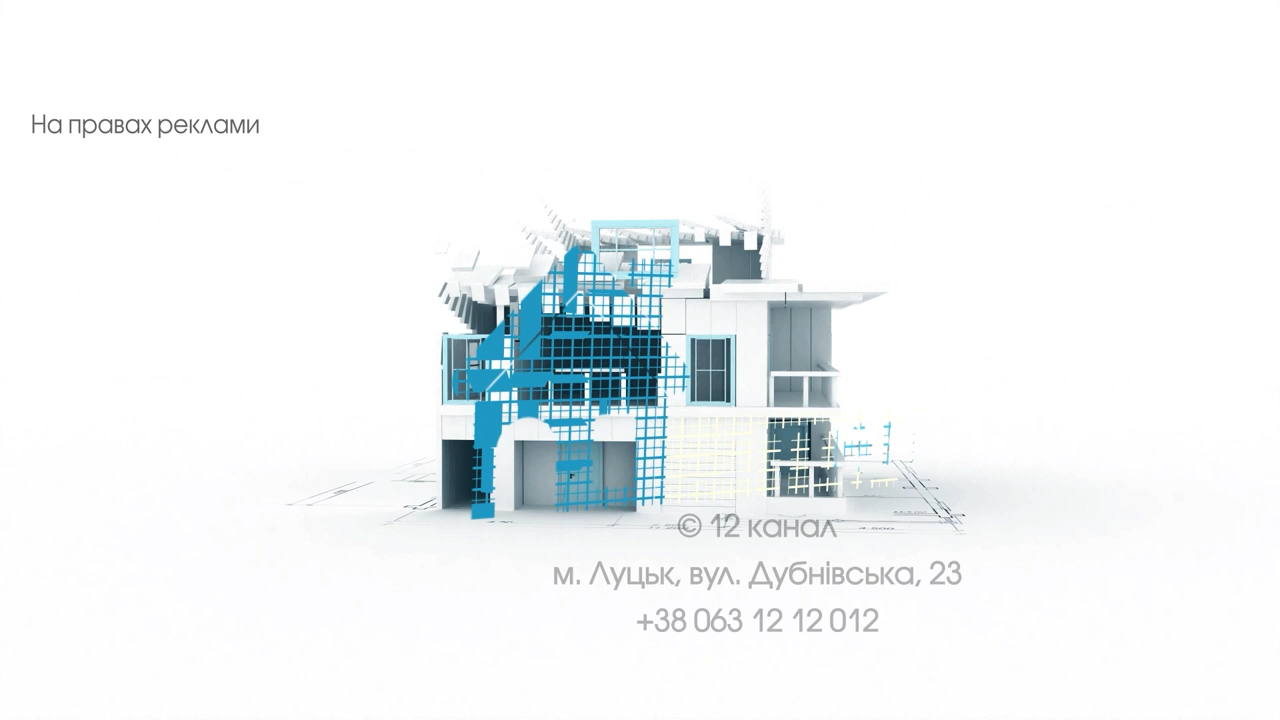 На правах реклами
© 12 канал
м. Луцьк, вул. Дубнівська, 23
+38 063 12 12 012